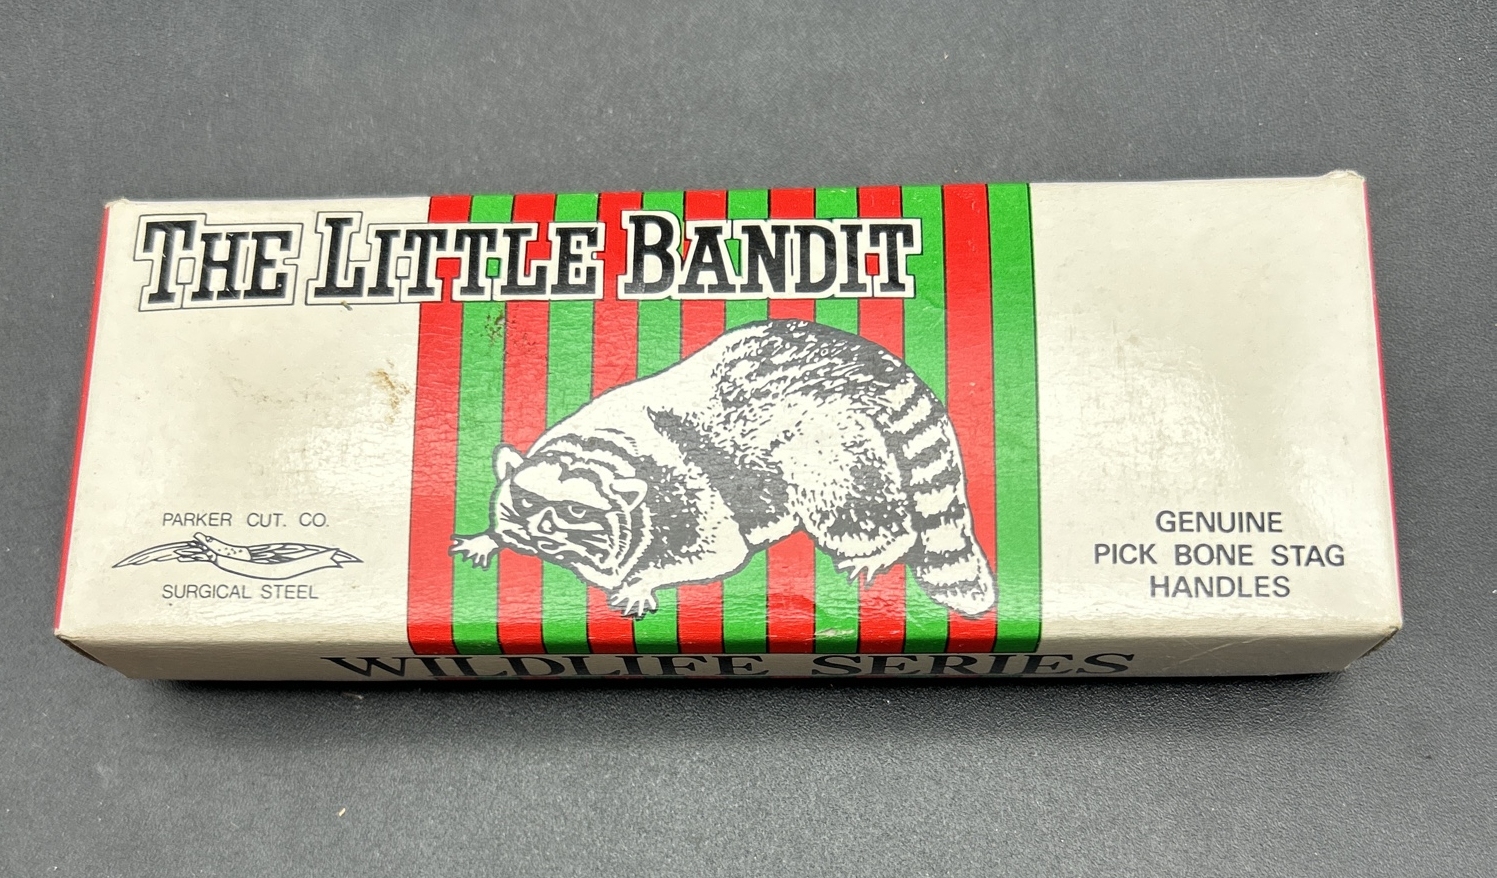 THE LITTLE BANDIT
PARKER CUT. CO.
SURGICAL STEEL
GENUINE
PICK BONE STAG
HANDLES
WILDLIFE SERIES